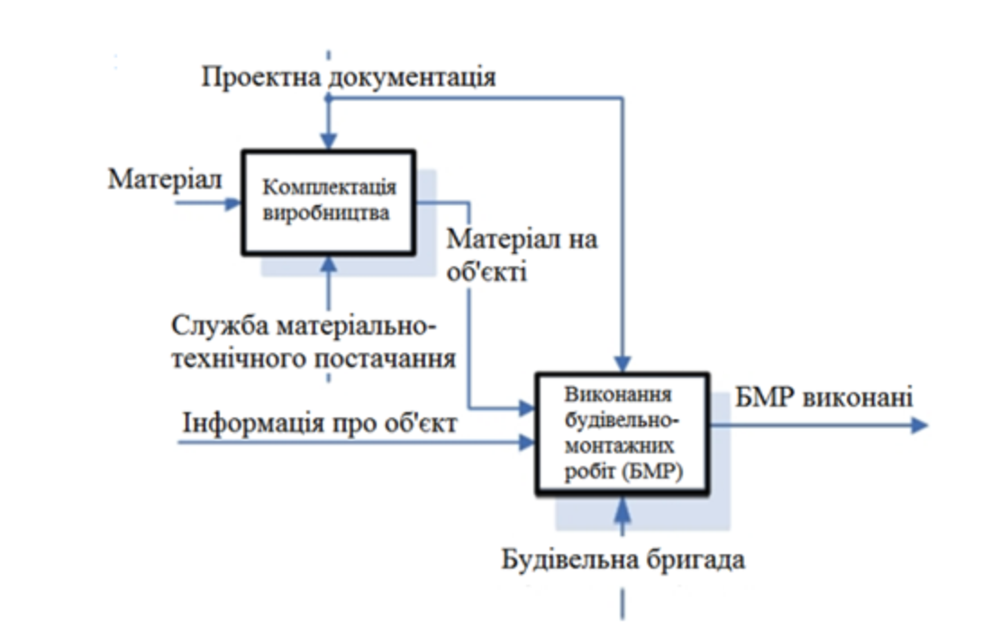 Проектна документація
Матеріал
Комплектація
виробництва
Матеріал на
об'єкті
Служба матеріально-
технічного постачання
Інформація про об'єкт
Виконання
будівельно-
монтажних
робіт (БМР)
БМР виконані
Будівельна бригада